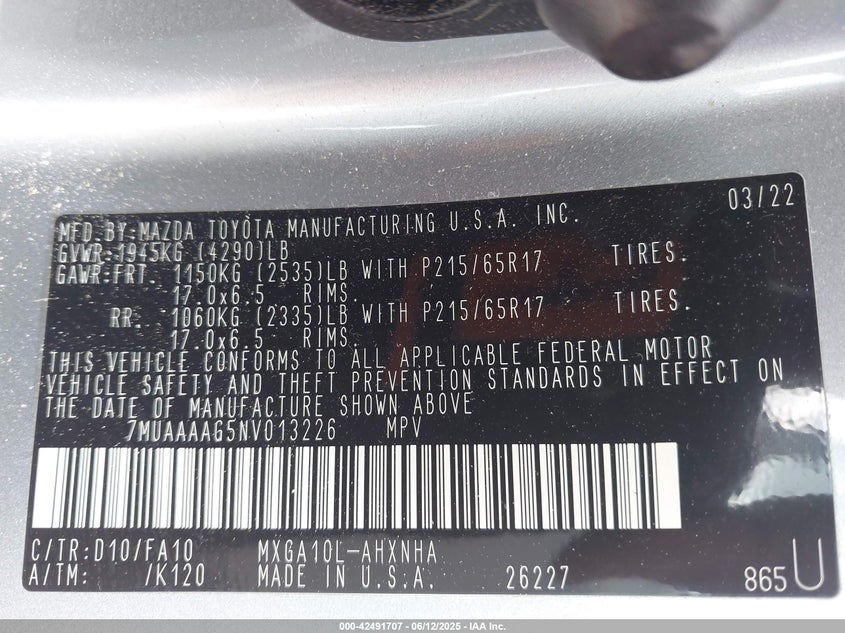 03/22
MFD BY:MAZDA TOYOTA MANUFACTURING U.S.A. INC.
GVWR:1945KG (4290)LB
GAWR:FRT. 1150KG (2535)LB WITH P215/65R17 TIRES.
17.0x6.5 RIMS.
RR. 1060KG (2335)LB WITH P215/65R17 TIRES.
17.0x6.5 RIMS.
THIS VEHICLE CONFORMS TO ALL APPLICABLE FEDERAL MOTOR
VEHICLE SAFETY AND THEFT PREVENTION STANDARDS IN EFFECT ON
THE DATE OF MANUFACTURE SHOWN ABOVE
7MUAAAAG5NV013226 MPV
C/TR:D10/FA10 MXGA10L-AHXNHA
A/TM: /K120 MADE IN U.S.A. 26227 865U
000-42491707 - 06/12/2025 - IAA Inc.